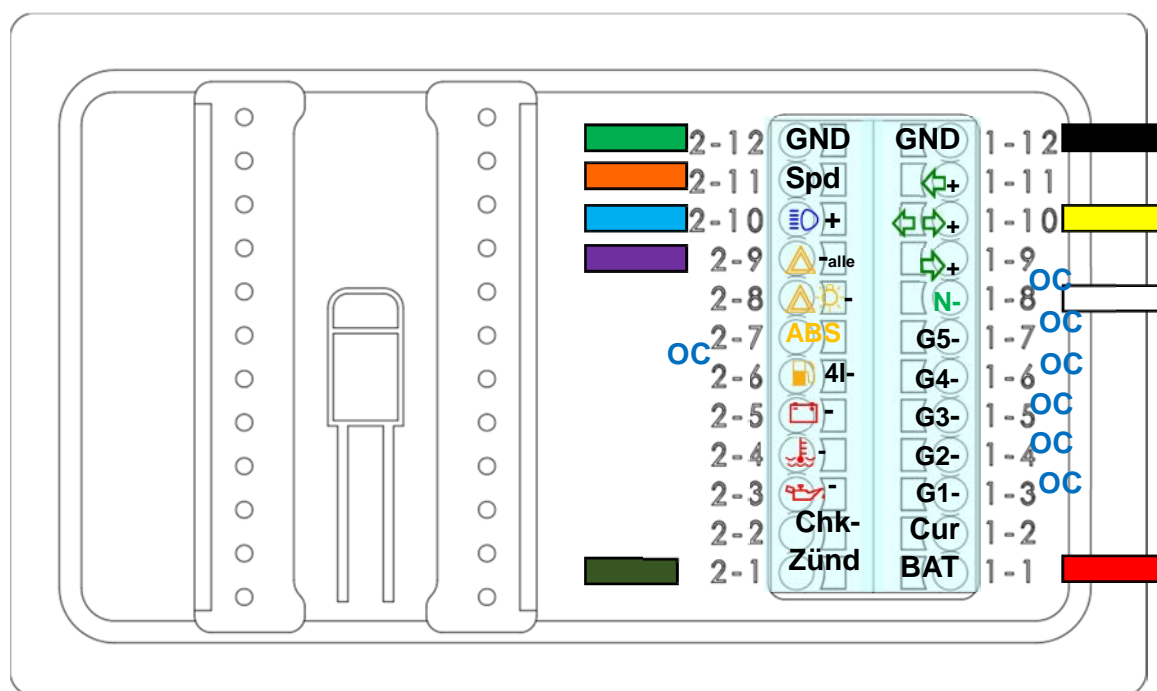 2-12 GND GND 1-12
2-11 Spd + 1-11
2-10 + + 1-10
2-9 -alle + 1-9
2-8 - N- 1-8 OC
2-7 ABS G5- 1-7 OC
OC 2-6 4l- G4- 1-6 OC
2-5 - G3- 1-5 OC
2-4 - G2- 1-4 OC
2-3 - G1- 1-3 OC
2-2 Chk- Cur 1-2
2-1 Zünd BAT 1-1